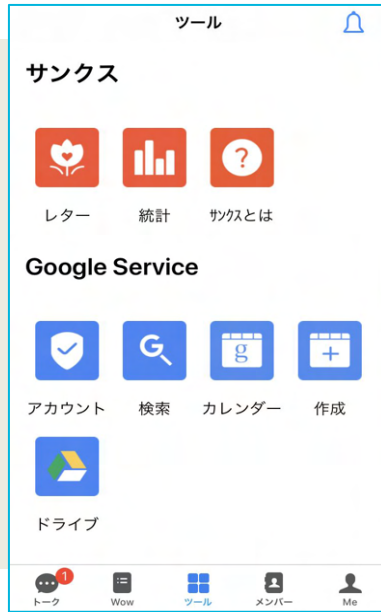 ツール
サンクス
?
レター 統計 ｻﾝｸｽとは
Google Service
G g +
アカウント 検索 カレンダー 作成
ドライブ
1
トーク Wow ツール メンバー Me